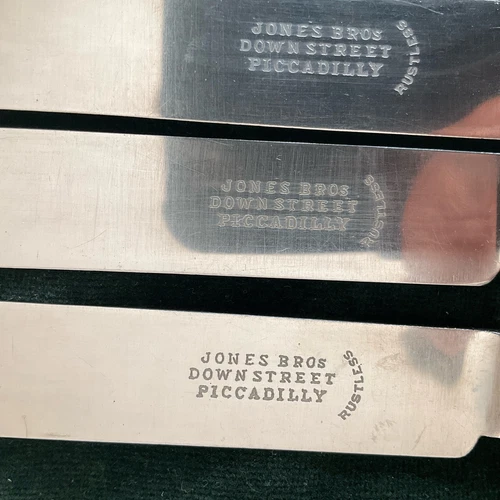 JONES BROS
DOWN STREET
PICCADILLY
RUSTLESS
JONES BROS
DOWN STREET
PICCADILLY
RUSTLESS
JONES BROS
DOWN STREET
PICCADILLY
RUSTLESS